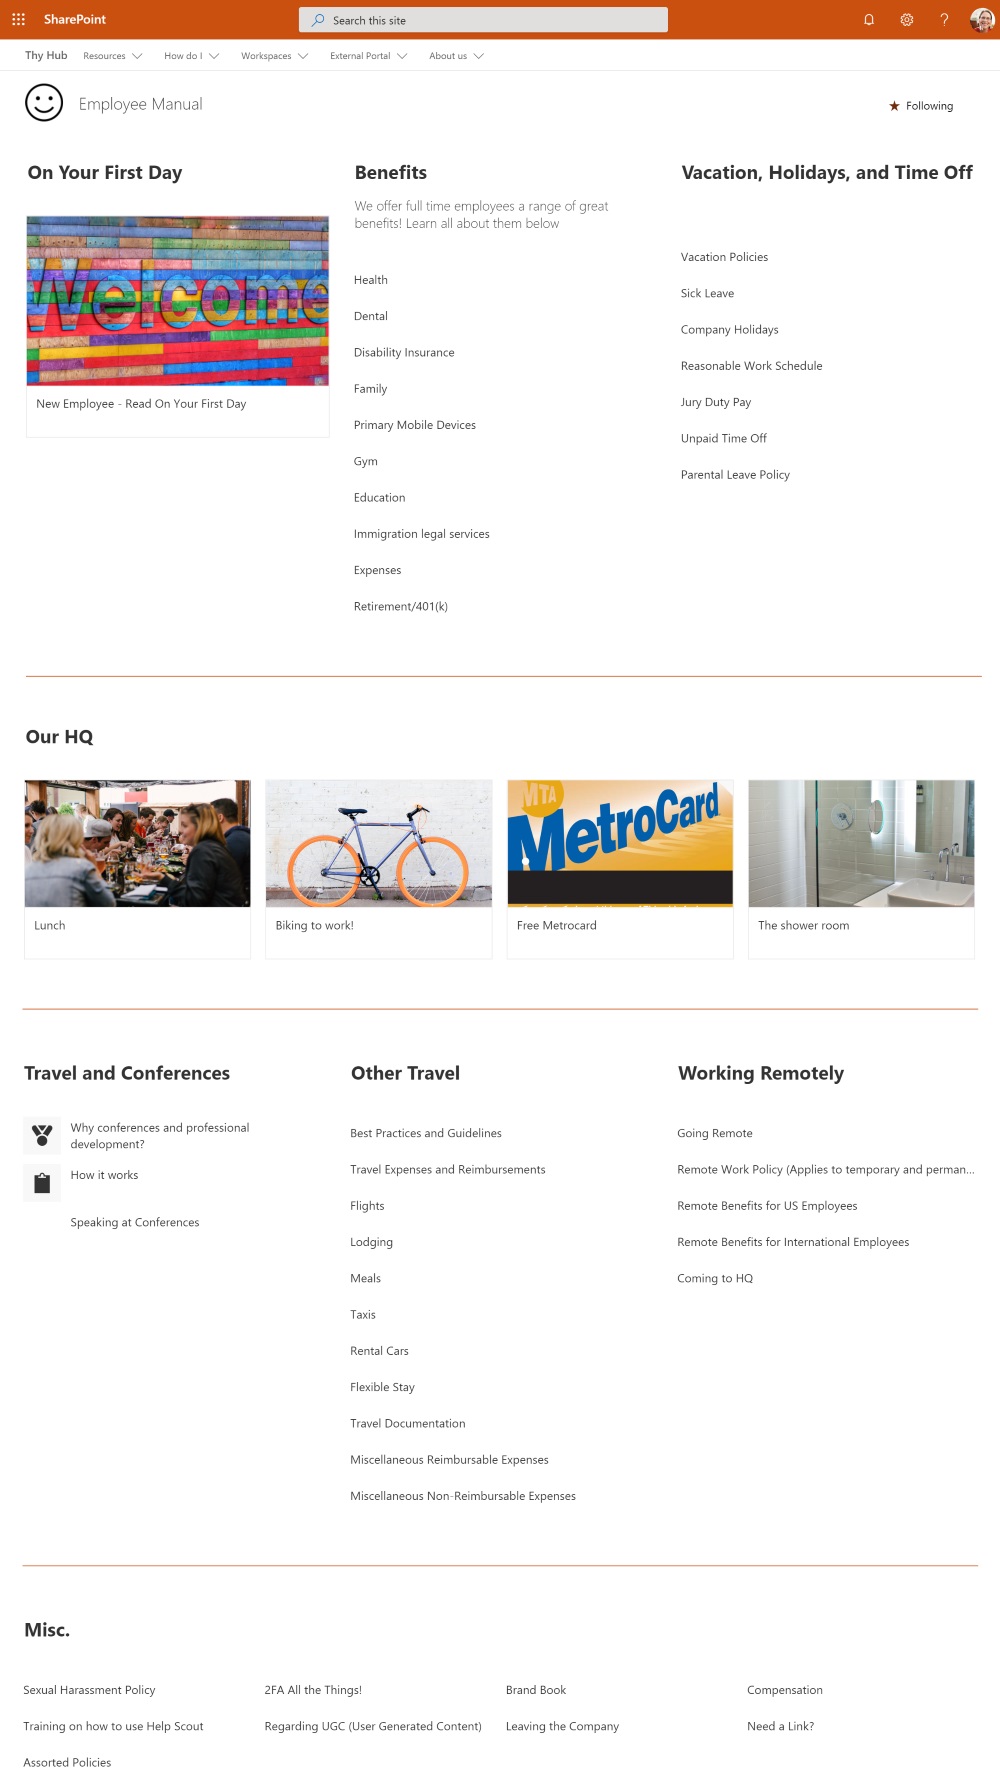 SharePoint
Search this site
?
Thy Hub
Resources
How do I
Workspaces
External Portal
About us
Employee Manual
Following
On Your First Day
Welcome
New Employee - Read On Your First Day
Benefits
We offer full time employees a range of great
benefits! Learn all about them below
Health
Dental
Disability Insurance
Family
Primary Mobile Devices
Gym
Education
Immigration legal services
Expenses
Retirement/401(k)
Vacation, Holidays, and Time Off
Vacation Policies
Sick Leave
Company Holidays
Reasonable Work Schedule
Jury Duty Pay
Unpaid Time Off
Parental Leave Policy
Our HQ
Lunch
Biking to work!
MTA
MetroCard
Free Metrocard
The shower room
Travel and Conferences
Why conferences and professional
development?
How it works
Speaking at Conferences
Other Travel
Best Practices and Guidelines
Travel Expenses and Reimbursements
Flights
Lodging
Meals
Taxis
Rental Cars
Flexible Stay
Travel Documentation
Miscellaneous Reimbursable Expenses
Miscellaneous Non-Reimbursable Expenses
Working Remotely
Going Remote
Remote Work Policy (Applies to temporary and perman...
Remote Benefits for US Employees
Remote Benefits for International Employees
Coming to HQ
Misc.
Sexual Harassment Policy
2FA All the Things!
Brand Book
Compensation
Training on how to use Help Scout
Regarding UGC (User Generated Content)
Leaving the Company
Need a Link?
Assorted Policies